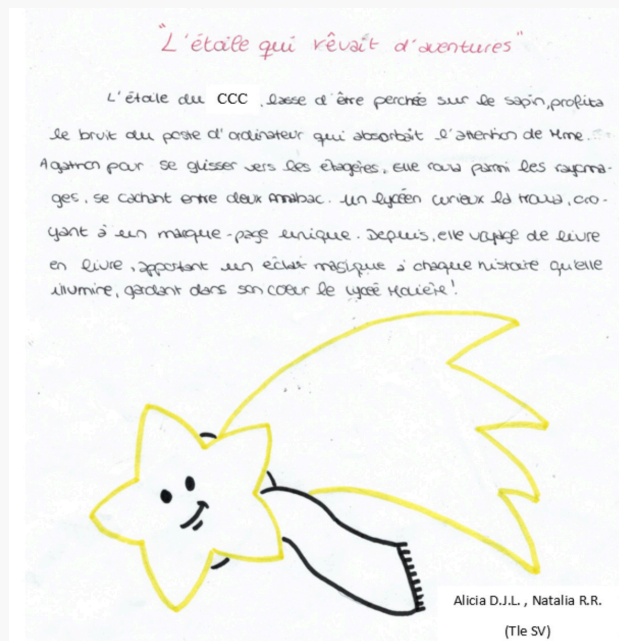 "L'étoile qui rêvait d'aventures"
L'étoile du CCC, lasse d'être perchée sur le sapin, profita
le bruit du poste d'ordinateur qui absorbait l'attention de Mme.
Agatron pour se glisser vers les étagères. Elle roula parmi les rayonna-
ges, se cachant entre deux Annabac. Un lycéen curieux la trouva, cro-
yant à un marque-page unique. Depuis, elle voyage de livre
en livre, apportant un éclat magique à chaque histoire qu'elle
illumine, gardant dans son coeur le lycée Molière!
Alicia D.J.L. , Natalia R.R.
(Tle SV)